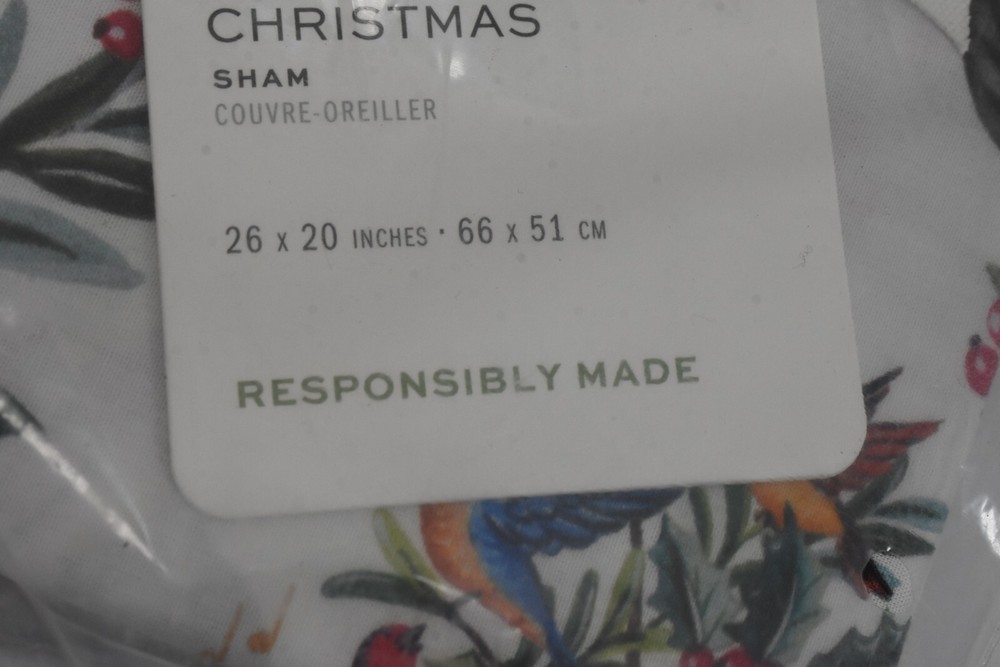 CHRISTMAS
SHAM
COUVRE-OREILLER
26 X 20 INCHES · 66 X 51 CM
RESPONSIBLY MADE